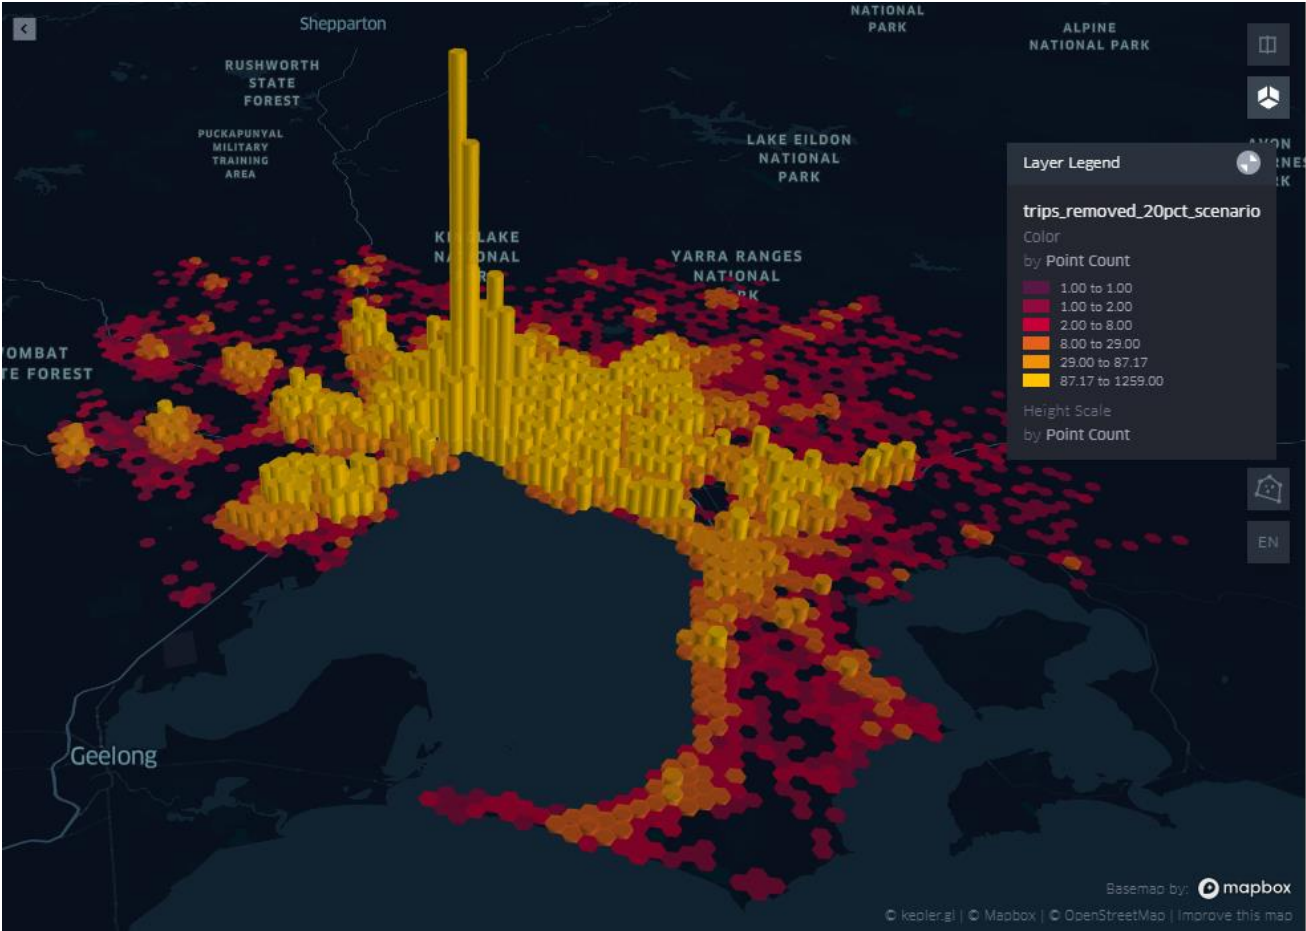 Shepparton
NATIONAL
PARK
ALPINE
NATIONAL PARK
RUSHWORTH
STATE
FOREST
PUCKAPUNYAL
MILITARY
TRAINING
AREA
LAKE EILDON
NATIONAL
PARK
Layer Legend
trips_removed_20pct_scenario
Color
by Point Count
1.00 to 1.00
1.00 to 2.00
2.00 to 8.00
8.00 to 29.00
29.00 to 87.17
87.17 to 1259.00
Height Scale
by Point Count
YARRA RANGES
NATIONAL
OMBAT
TE FOREST
EN
Geelong
Basemap by: mapbox
© kepler.gl | © Mapbox | © OpenStreetMap | Improve this map